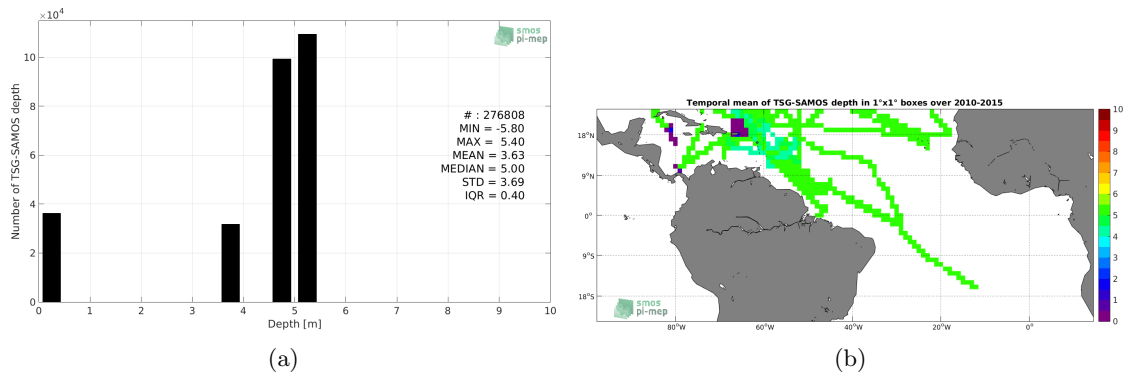 ×10⁴
10
8
6
4
2
0
Number of TSG-SAMOS depth
smos
pi-mep
# : 276808
MIN = -5.80
MAX = 5.40
MEAN = 3.63
MEDIAN = 5.00
STD = 3.69
IQR = 0.40
0 1 2 3 4 5 6 7 8 9 10
Depth [m]
(a)
Temporal mean of TSG-SAMOS depth in 1°x1° boxes over 2010-2015
18°N
9°N
0°
9°S
18°S
smos
pi-mep
80°W 60°W 40°W 20°W 0°
10
9
8
7
6
5
4
3
2
1
0
(b)